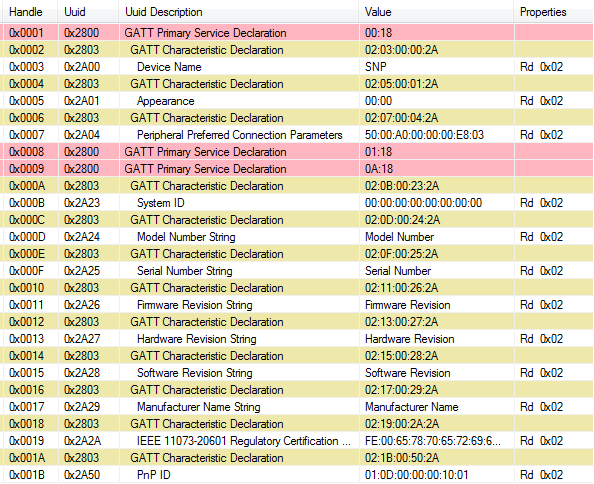 Handle Uuid Uuid Description Value Properties
0x0001 0x2800 GATT Primary Service Declaration 00:18
0x0002 0x2803 GATT Characteristic Declaration 02:03:00:00:2A
0x0003 0x2A00 Device Name SNP Rd 0x02
0x0004 0x2803 GATT Characteristic Declaration 02:05:00:01:2A
0x0005 0x2A01 Appearance 00:00 Rd 0x02
0x0006 0x2803 GATT Characteristic Declaration 02:07:00:04:2A
0x0007 0x2A04 Peripheral Preferred Connection Parameters 50:00:A0:00:00:00:E8:03 Rd 0x02
0x0008 0x2800 GATT Primary Service Declaration 01:18
0x0009 0x2800 GATT Primary Service Declaration 0A:18
0x000A 0x2803 GATT Characteristic Declaration 02:0B:00:23:2A
0x000B 0x2A23 System ID 00:00:00:00:00:00:00:00 Rd 0x02
0x000C 0x2803 GATT Characteristic Declaration 02:0D:00:24:2A
0x000D 0x2A24 Model Number String Model Number Rd 0x02
0x000E 0x2803 GATT Characteristic Declaration 02:0F:00:25:2A
0x000F 0x2A25 Serial Number String Serial Number Rd 0x02
0x0010 0x2803 GATT Characteristic Declaration 02:11:00:26:2A
0x0011 0x2A26 Firmware Revision String Firmware Revision Rd 0x02
0x0012 0x2803 GATT Characteristic Declaration 02:13:00:27:2A
0x0013 0x2A27 Hardware Revision String Hardware Revision Rd 0x02
0x0014 0x2803 GATT Characteristic Declaration 02:15:00:28:2A
0x0015 0x2A28 Software Revision String Software Revision Rd 0x02
0x0016 0x2803 GATT Characteristic Declaration 02:17:00:29:2A
0x0017 0x2A29 Manufacturer Name String Manufacturer Name Rd 0x02
0x0018 0x2803 GATT Characteristic Declaration 02:19:00:2A:2A
0x0019 0x2A2A IEEE 11073-20601 Regulatory Certification ... FE:00:65:78:70:65:72:69:6... Rd 0x02
0x001A 0x2803 GATT Characteristic Declaration 02:1B:00:50:2A
0x001B 0x2A50 PnP ID 01:0D:00:00:00:10:01 Rd 0x02